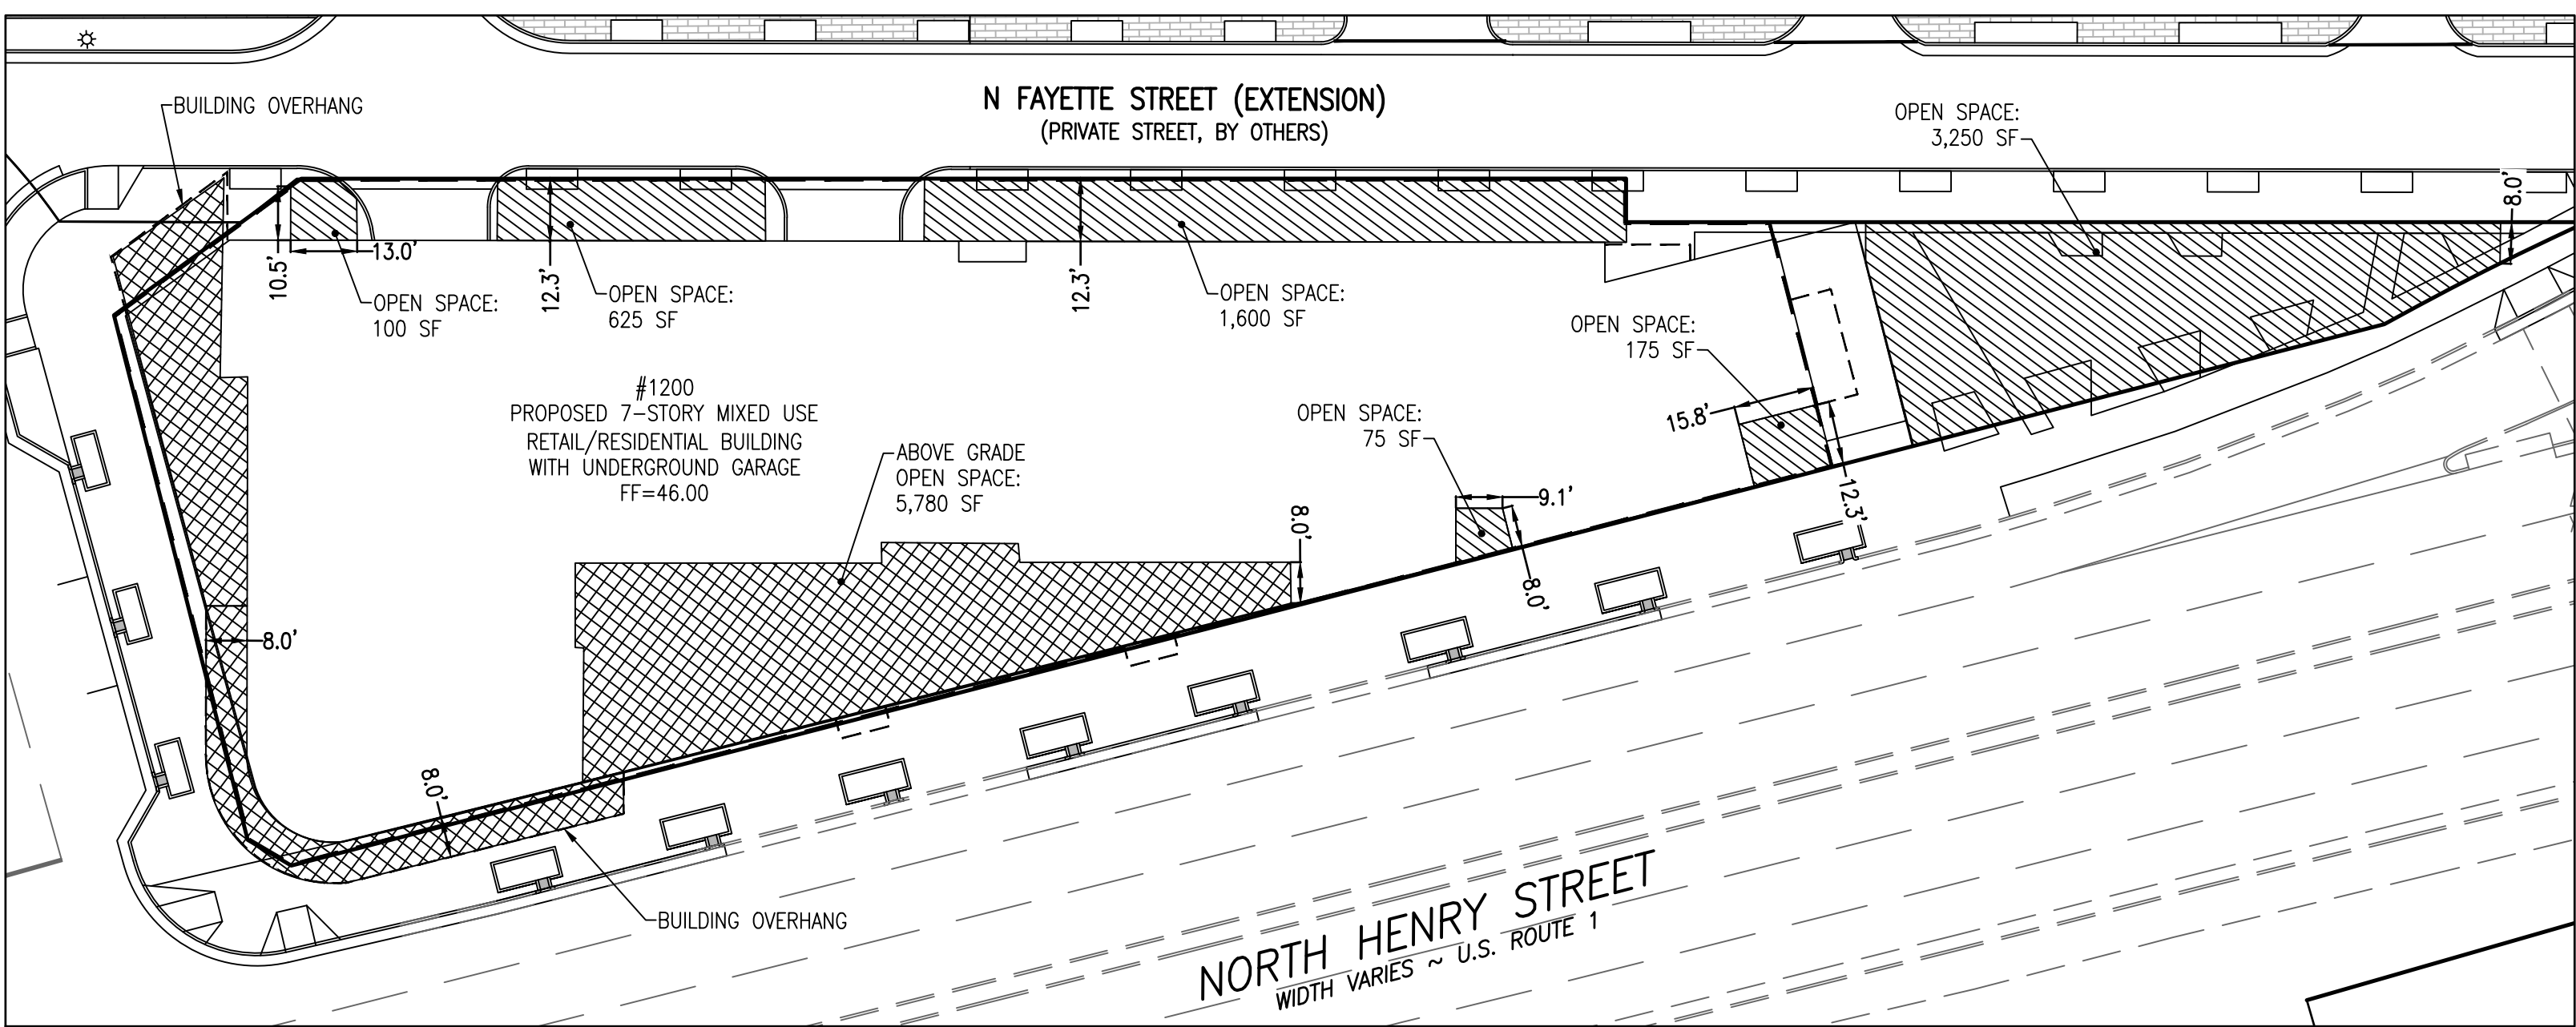 BUILDING OVERHANG
N FAYETTE STREET (EXTENSION)
(PRIVATE STREET, BY OTHERS)
OPEN SPACE:
3,250 SF
8.0'
10.5'
13.0'
OPEN SPACE:
100 SF
12.3'
OPEN SPACE:
625 SF
12.3'
OPEN SPACE:
1,600 SF
OPEN SPACE:
175 SF
15.8'
12.3'
#1200
PROPOSED 7-STORY MIXED USE
RETAIL/RESIDENTIAL BUILDING
WITH UNDERGROUND GARAGE
FF=46.00
ABOVE GRADE
OPEN SPACE:
5,780 SF
OPEN SPACE:
75 SF
9.1'
8.0'
8.0'
8.0'
8.0'
BUILDING OVERHANG
NORTH HENRY STREET
WIDTH VARIES ~ U.S. ROUTE 1